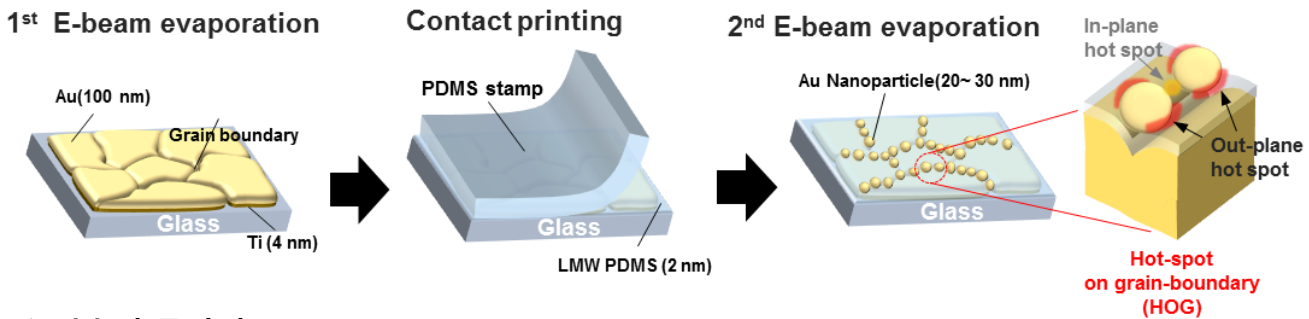 1st E-beam evaporation
Au(100 nm)
Grain boundary
Glass
Ti (4 nm)
Contact printing
PDMS stamp
Glass
LMW PDMS (2 nm)
2nd E-beam evaporation
Au Nanoparticle(20~ 30 nm)
Glass
In-plane
hot spot
Out-plane
hot spot
Hot-spot
on grain-boundary
(HOG)